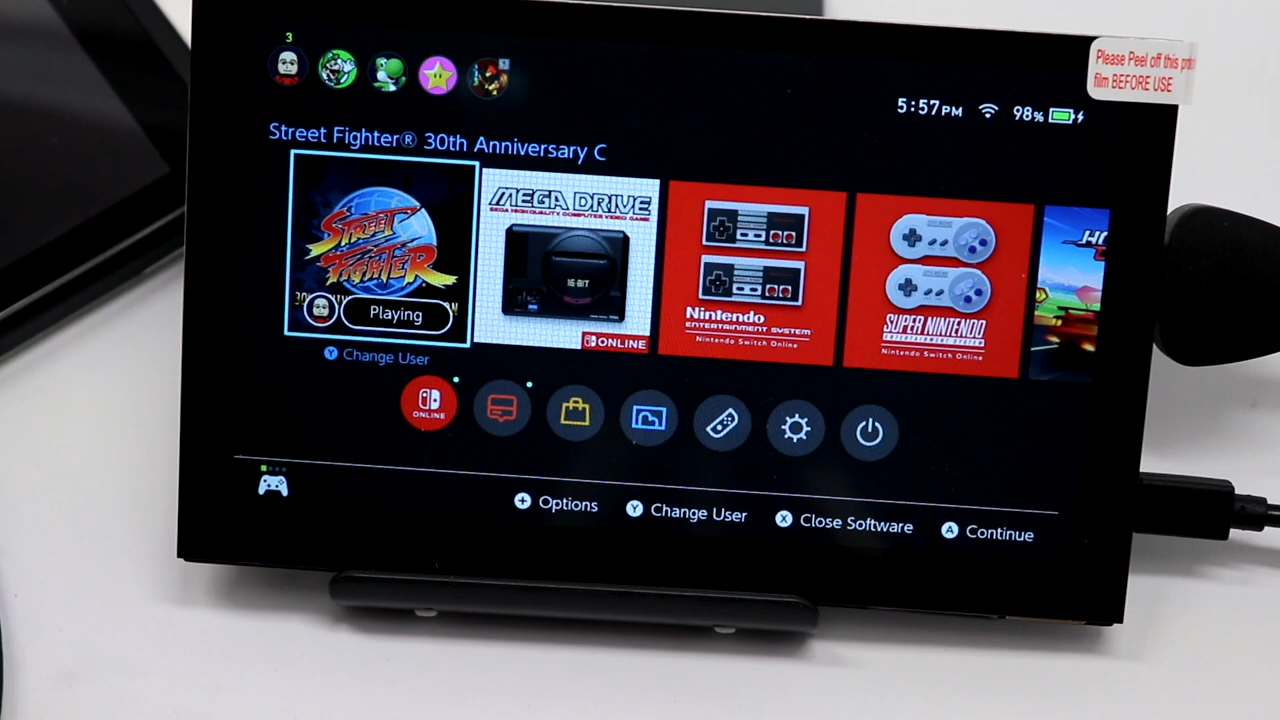 3
Please Peel off this pro
film BEFORE USE
5:57PM
98%
Street Fighter® 30th Anniversary C
STREET
FIGHTER
Playing
MEGA DRIVE
SEGA HIGH QUALITY COMPUTER VIDEO GAME
16-BIT
ONLINE
Nintendo
ENTERTAINMENT SYSTEM
Nintendo Switch Online
SUPER NINTENDO
ENTERTAINMENT SYSTEM
Nintendo Switch Online
HO
Y Change User
ONLINE
+ Options
Y Change User
X Close Software
A Continue